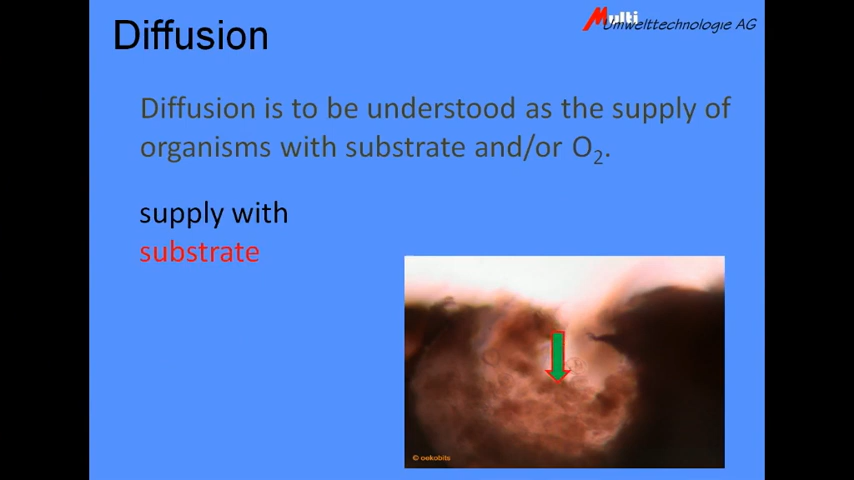 Diffusion
Multi
Umwelttechnologie AG
Diffusion is to be understood as the supply of
organisms with substrate and/or O₂.
supply with
substrate
© oekobits